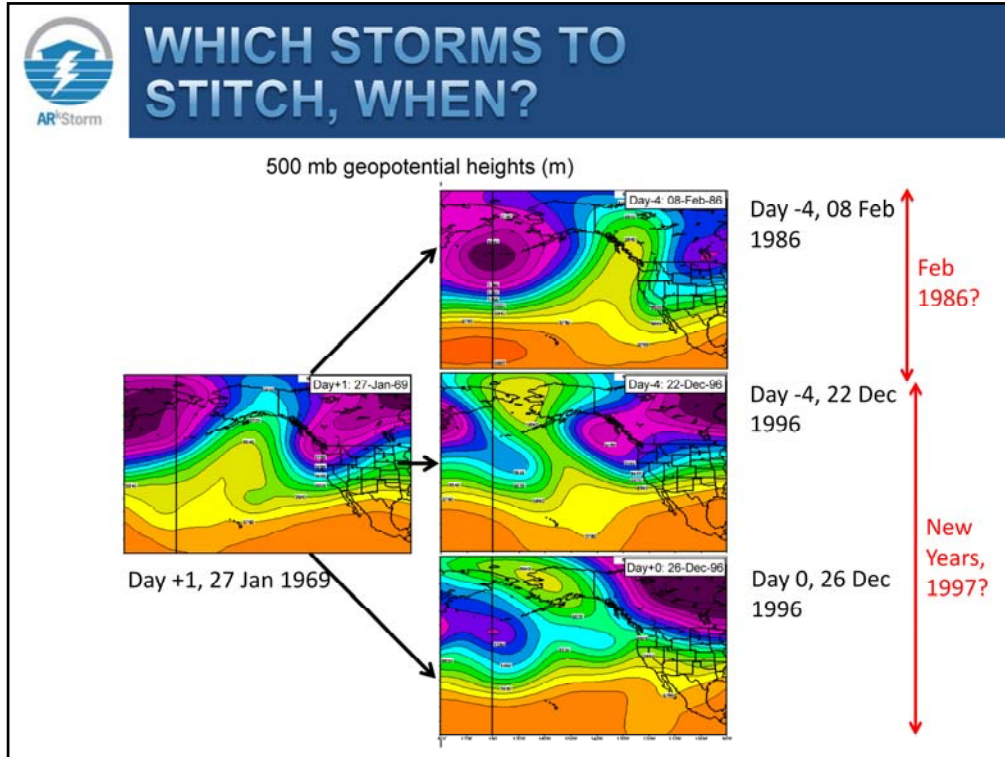 WHICH STORMS TO
STITCH, WHEN?
ARkStorm
500 mb geopotential heights (m)
Day-4: 08-Feb-86
Day -4, 08 Feb
1986
Feb
1986?
Day+1: 27-Jan-69
Day +1, 27 Jan 1969
Day-4: 22-Dec-96
Day -4, 22 Dec
1996
Day+0: 26-Dec-96
Day 0, 26 Dec
1996
New
Years,
1997?